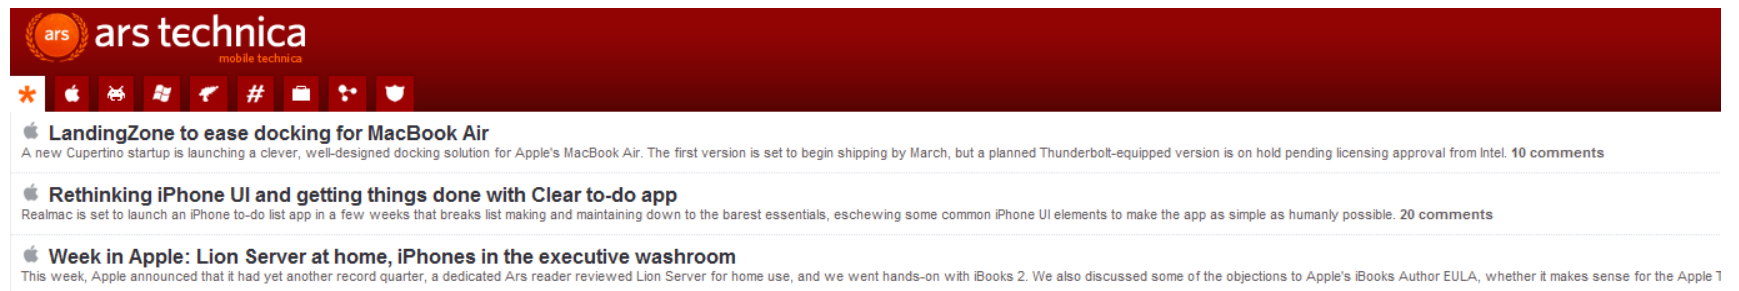 ars
ars technica
mobile technica
*
#
LandingZone to ease docking for MacBook Air
A new Cupertino startup is launching a clever, well-designed docking solution for Apple's MacBook Air. The first version is set to begin shipping by March, but a planned Thunderbolt-equipped version is on hold pending licensing approval from Intel. 10 comments
Rethinking iPhone UI and getting things done with Clear to-do app
Realmac is set to launch an iPhone to-do list app in a few weeks that breaks list making and maintaining down to the barest essentials, eschewing some common iPhone UI elements to make the app as simple as humanly possible. 20 comments
Week in Apple: Lion Server at home, iPhones in the executive washroom
This week, Apple announced that it had yet another record quarter, a dedicated Ars reader reviewed Lion Server for home use, and we went hands-on with iBooks 2. We also discussed some of the objections to Apple's iBooks Author EULA, whether it makes sense for the Apple T